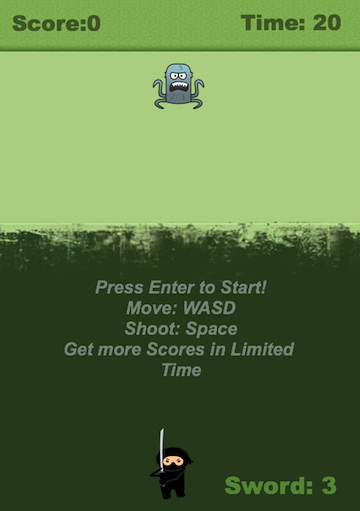 Score:0 Time: 20
Press Enter to Start!
Move: WASD
Shoot: Space
Get more Scores in Limited
Time
Sword: 3